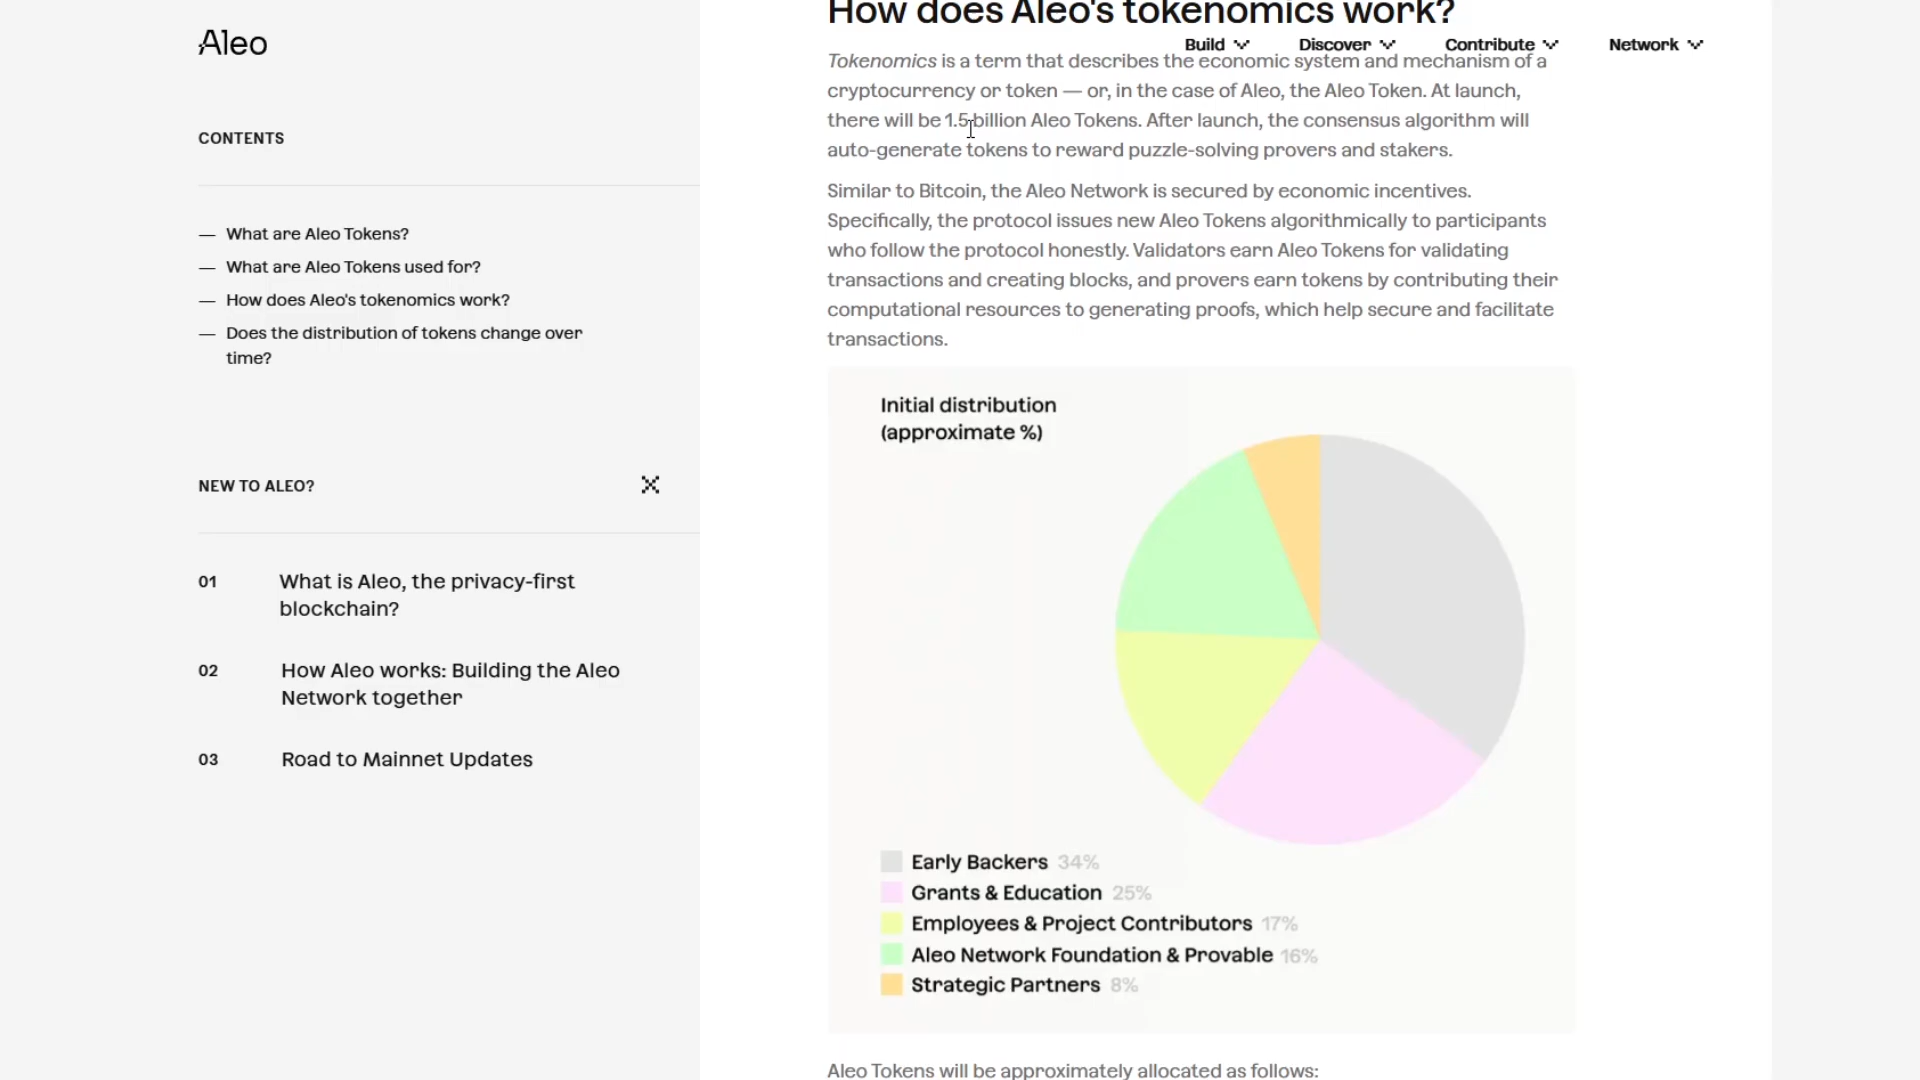 Aleo
Build
Discover
Contribute
Network
CONTENTS
— What are Aleo Tokens?
— What are Aleo Tokens used for?
— How does Aleo's tokenomics work?
— Does the distribution of tokens change over
time?
NEW TO ALEO?
01 What is Aleo, the privacy-first
blockchain?
02 How Aleo works: Building the Aleo
Network together
03 Road to Mainnet Updates
How does Aleo's tokenomics work?
Tokenomics is a term that describes the economic system and mechanism of a
cryptocurrency or token — or, in the case of Aleo, the Aleo Token. At launch,
there will be 1.5 billion Aleo Tokens. After launch, the consensus algorithm will
auto-generate tokens to reward puzzle-solving provers and stakers.
Similar to Bitcoin, the Aleo Network is secured by economic incentives.
Specifically, the protocol issues new Aleo Tokens algorithmically to participants
who follow the protocol honestly. Validators earn Aleo Tokens for validating
transactions and creating blocks, and provers earn tokens by contributing their
computational resources to generating proofs, which help secure and facilitate
transactions.
Initial distribution
(approximate %)
Early Backers 34%
Grants & Education 25%
Employees & Project Contributors 17%
Aleo Network Foundation & Provable 16%
Strategic Partners 8%
Aleo Tokens will be approximately allocated as follows: